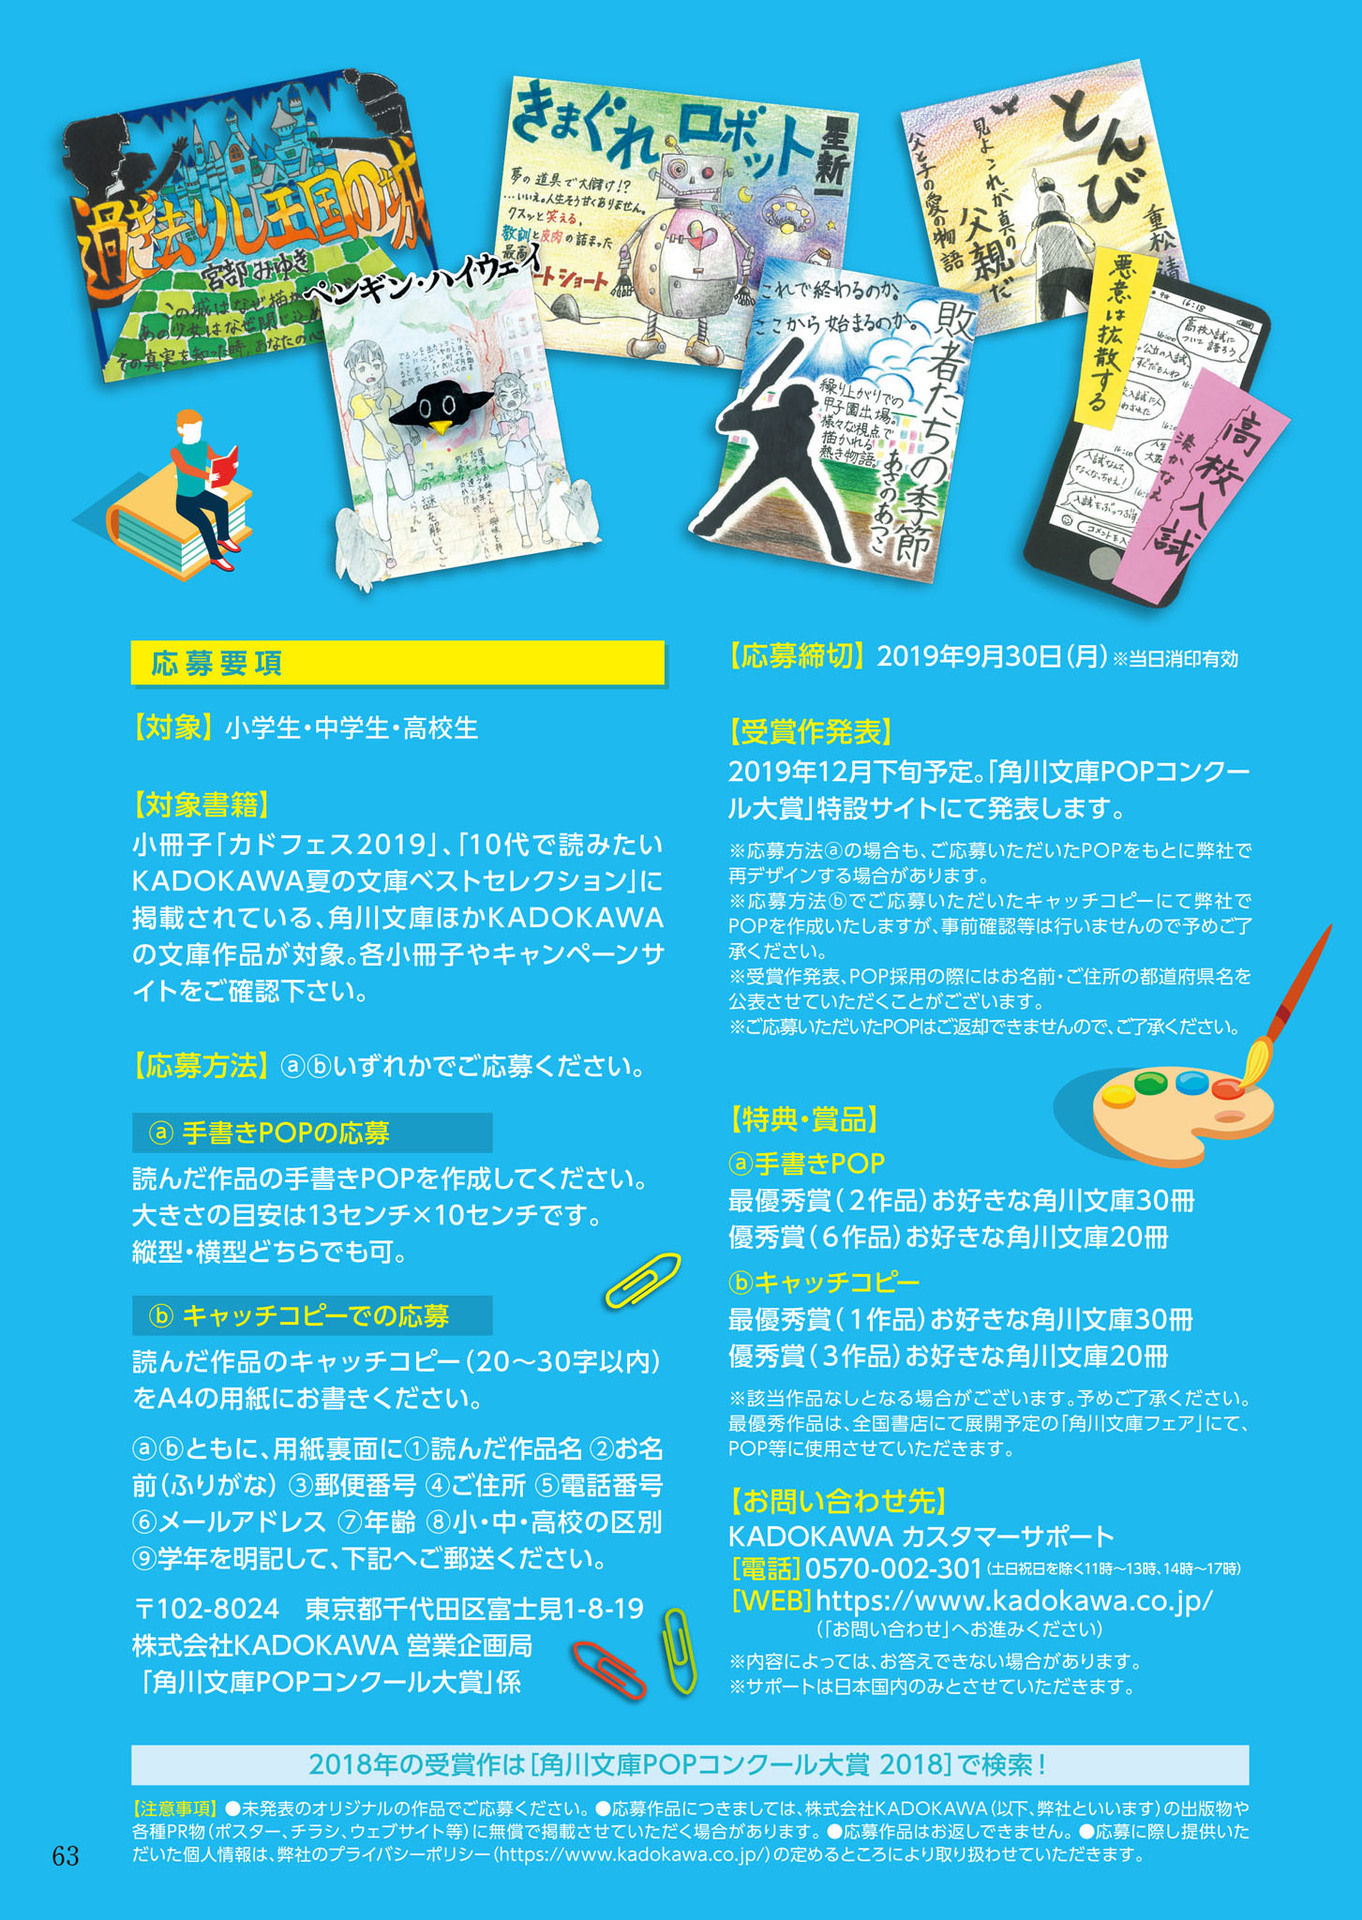 過ぎ去りし王国の城
宮部みゆき
この城はなぜ描か
あの少女はなぜ閉じ込め
その真実を知った時、あなたの心
きまぐれロボット
星新一
夢の道具で大儲け!?
…いいえ。人生そう甘くありません。
クスッと笑える、
教訓と皮肉の詰まった
最高
ートショート
とんび
重松清
見よ これが真の
父親だ
父と子の愛の物語
ペンギン・ハイウェイ
この謎を解いてご
らん』
これで終わるのか。
ここから始まるのか。
敗者たちの季節
あさのあつこ
繰り上がりでの
甲子園出場。
様々な視点で
描かれる
熱き物語。
悪意は拡散する
16:18
高校入試に
ついて語ろう
高校入試
湊かなえ
入試なんて、
なくなっちゃえ!
入試をぶっつぶす
コメントを入
応募要項
【対象】 小学生・中学生・高校生
【対象書籍】
小冊子「カドフェス2019」、「10代で読みたい
KADOKAWA夏の文庫ベストセレクション」に
掲載されている、角川文庫ほかKADOKAWA
の文庫作品が対象。各小冊子やキャンペーンサ
イトをご確認下さい。
【応募方法】 ⓐⓑいずれかでご応募ください。
ⓐ 手書きPOPの応募
読んだ作品の手書きPOPを作成してください。
大きさの目安は13センチ×10センチです。
縦型・横型どちらでも可。
ⓑ キャッチコピーでの応募
読んだ作品のキャッチコピー(20〜30字以内)
をA4の用紙にお書きください。
ⓐⓑともに、用紙裏面に①読んだ作品名 ②お名
前(ふりがな) ③郵便番号 ④ご住所 ⑤電話番号
⑥メールアドレス ⑦年齢 ⑧小・中・高校の区別
⑨学年を明記して、下記へご郵送ください。
〒102-8024 東京都千代田区富士見1-8-19
株式会社KADOKAWA 営業企画局
「角川文庫POPコンクール大賞」係
【応募締切】 2019年9月30日(月) ※当日消印有効
【受賞作発表】
2019年12月下旬予定。「角川文庫POPコンクー
ル大賞」特設サイトにて発表します。
※応募方法ⓐの場合も、ご応募いただいたPOPをもとに弊社で
再デザインする場合があります。
※応募方法ⓑでご応募いただいたキャッチコピーにて弊社で
POPを作成いたしますが、事前確認等は行いませんので予めご了
承ください。
※受賞作発表、POP採用の際にはお名前・ご住所の都道府県名を
公表させていただくことがございます。
※ご応募いただいたPOPはご返却できませんので、ご了承ください。
【特典・賞品】
ⓐ手書きPOP
最優秀賞(2作品)お好きな角川文庫30冊
優秀賞(6作品)お好きな角川文庫20冊
ⓑキャッチコピー
最優秀賞(1作品)お好きな角川文庫30冊
優秀賞(3作品)お好きな角川文庫20冊
※該当作品なしとなる場合がございます。予めご了承ください。
最優秀作品は、全国書店にて展開予定の「角川文庫フェア」にて、
POP等に使用させていただきます。
【お問い合わせ先】
KADOKAWA カスタマーサポート
[電話]0570-002-301(土日祝日を除く11時〜13時、14時〜17時)
[WEB]https://www.kadokawa.co.jp/
(「お問い合わせ」へお進みください)
※内容によっては、お答えできない場合があります。
※サポートは日本国内のみとさせていただきます。
2018年の受賞作は[角川文庫POPコンクール大賞 2018]で検索!
【注意事項】 ●未発表のオリジナルの作品でご応募ください。 ●応募作品につきましては、株式会社KADOKAWA(以下、弊社といいます)の出版物や
各種PR物(ポスター、チラシ、ウェブサイト等)に無償で掲載させていただく場合があります。 ●応募作品はお返しできません。 ●応募に際し提供いた
だいた個人情報は、弊社のプライバシーポリシー(https://www.kadokawa.co.jp/)の定めるところにより取り扱わせていただきます。
63